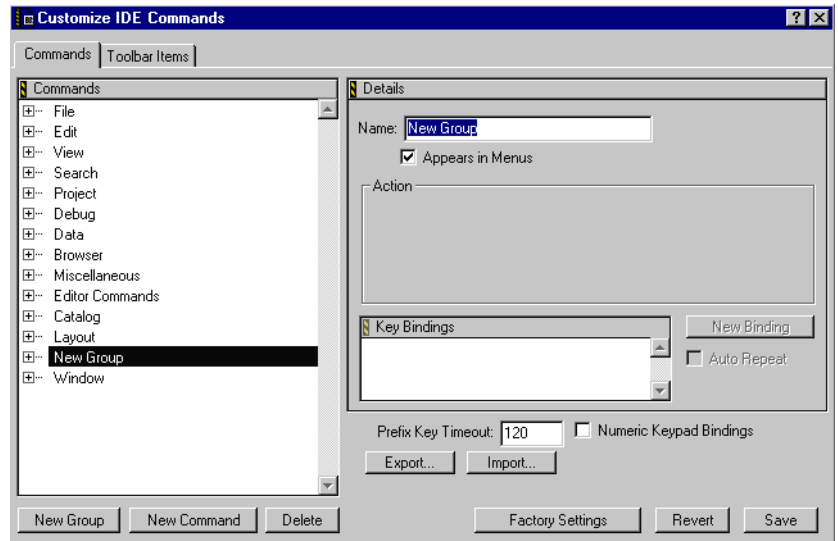 Customize IDE Commands
Commands
Toolbar Items
Commands
File
Edit
View
Search
Project
Debug
Data
Browser
Miscellaneous
Editor Commands
Catalog
Layout
New Group
Window
Details
Name: New Group
Appears in Menus
Action
Key Bindings
New Binding
Auto Repeat
Prefix Key Timeout: 120
Numeric Keypad Bindings
Export...
Import...
New Group
New Command
Delete
Factory Settings
Revert
Save